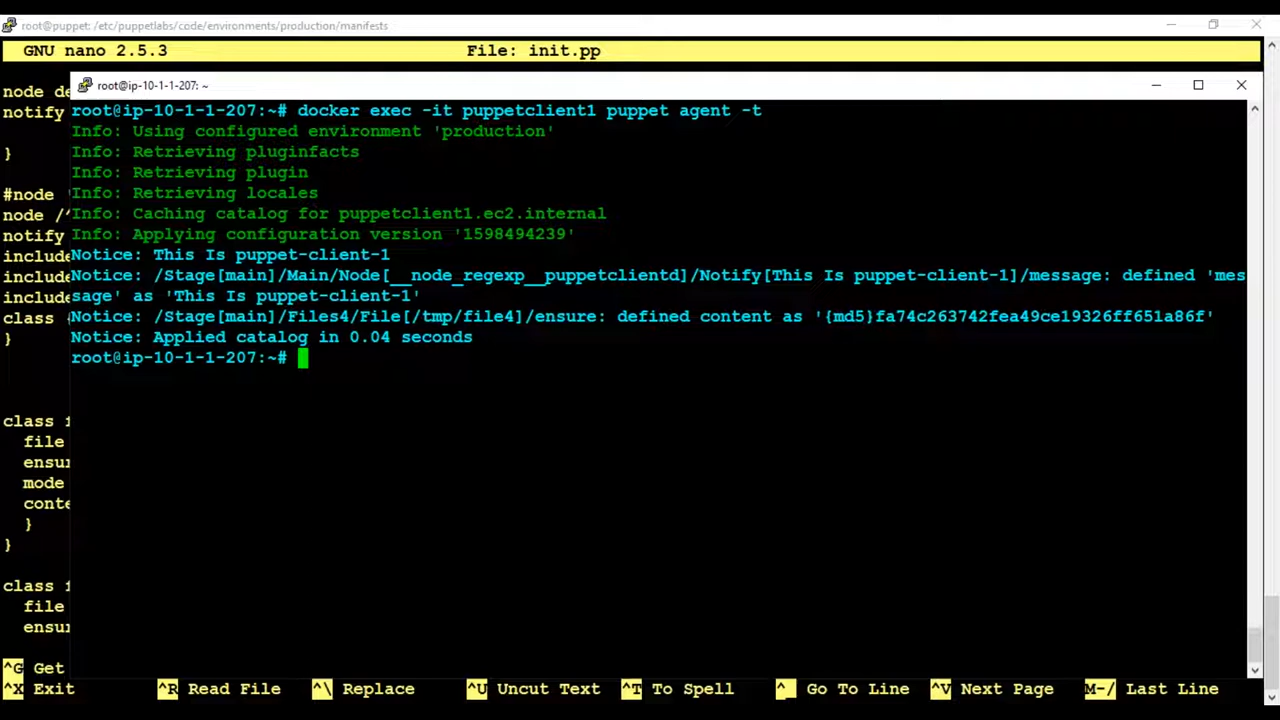 root@puppet: /etc/puppetlabs/code/environments/production/manifests
GNU nano 2.5.3 File: init.pp
root@ip-10-1-1-207: ~
node de
notify
}
#node '
node /^
notify
include
include
include
class {
}
class f
file
ensur
mode
conte
}
}
class f
file
ensur
root@ip-10-1-1-207:~# docker exec -it puppetclient1 puppet agent -t
Info: Using configured environment 'production'
Info: Retrieving pluginfacts
Info: Retrieving plugin
Info: Retrieving locales
Info: Caching catalog for puppetclient1.ec2.internal
Info: Applying configuration version '1598494239'
Notice: This Is puppet-client-1
Notice: /Stage[main]/Main/Node[__node_regexp__puppetclientd]/Notify[This Is puppet-client-1]/message: defined 'mes
sage' as 'This Is puppet-client-1'
Notice: /Stage[main]/Files4/File[/tmp/file4]/ensure: defined content as '{md5}fa74c263742fea49ce19326ff651a86f'
Notice: Applied catalog in 0.04 seconds
root@ip-10-1-1-207:~#
^G Get
^X Exit ^R Read File ^\ Replace ^U Uncut Text ^T To Spell ^_ Go To Line ^V Next Page M-/ Last Line